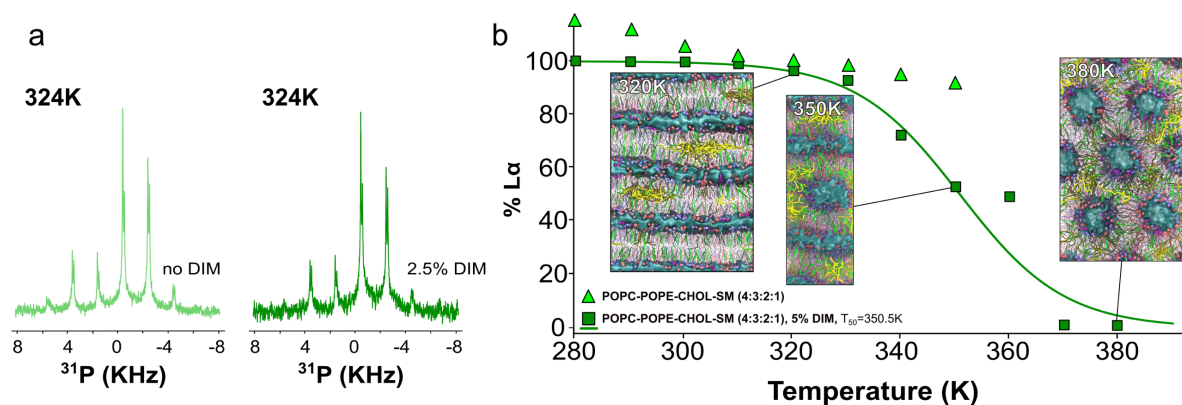 a
324K
324K
no DIM
2.5% DIM
8 4 0 -4 -8
8 4 0 -4 -8
³¹P (KHz)
³¹P (KHz)
b
100
80
60
40
20
0
% Lα
320K
350K
380K
POPC-POPE-CHOL-SM (4:3:2:1)
POPC-POPE-CHOL-SM (4:3:2:1), 5% DIM, T₅₀=350.5K
280 300 320 340 360 380
Temperature (K)